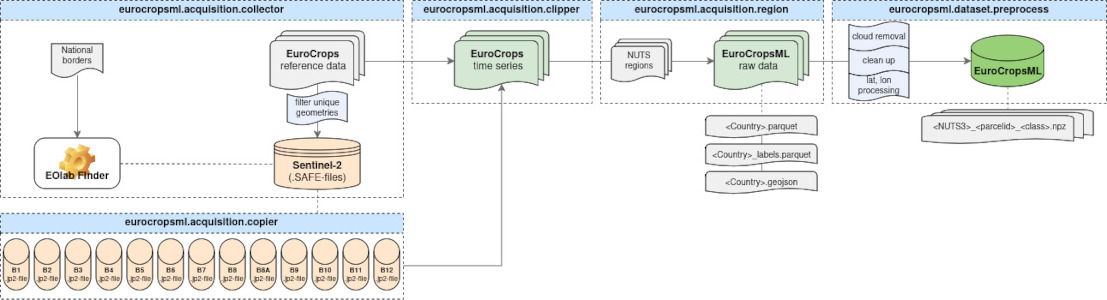 eurocropsml.acquisition.collector
National
borders
EuroCrops
reference data
filter unique
geometries
EOlab Finder
Sentinel-2
(.SAFE-files)
eurocropsml.acquisition.copier
B1
.jp2-file
B2
.jp2-file
B3
.jp2-file
B4
.jp2-file
B5
.jp2-file
B6
.jp2-file
B7
.jp2-file
B8
.jp2-file
B8A
.jp2-file
B9
.jp2-file
B10
.jp2-file
B11
.jp2-file
B12
.jp2-file
eurocropsml.acquisition.clipper
EuroCrops
time series
eurocropsml.acquisition.region
NUTS
regions
EuroCropsML
raw data
<Country>.parquet
<Country>_labels.parquet
<Country>.geojson
eurocropsml.dataset.preprocess
cloud removal
clean up
lat, lon
processing
EuroCropsML
<NUTS3>_<parcelid>_<class>.npz